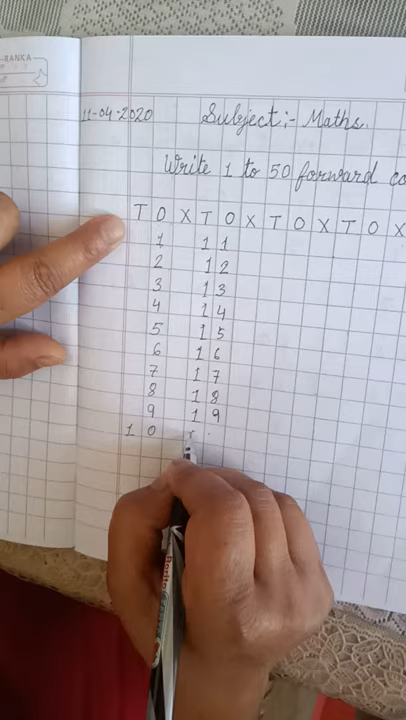 RANKA
11-04-2020 Subject:- Maths.
Write 1 to 50 forward co
T O X T O X T O X T O X
1 1 1
2 1 2
3 1 3
4 1 4
5 1 5
6 1 6
7 1 7
8 1 8
9 1 9
1 0